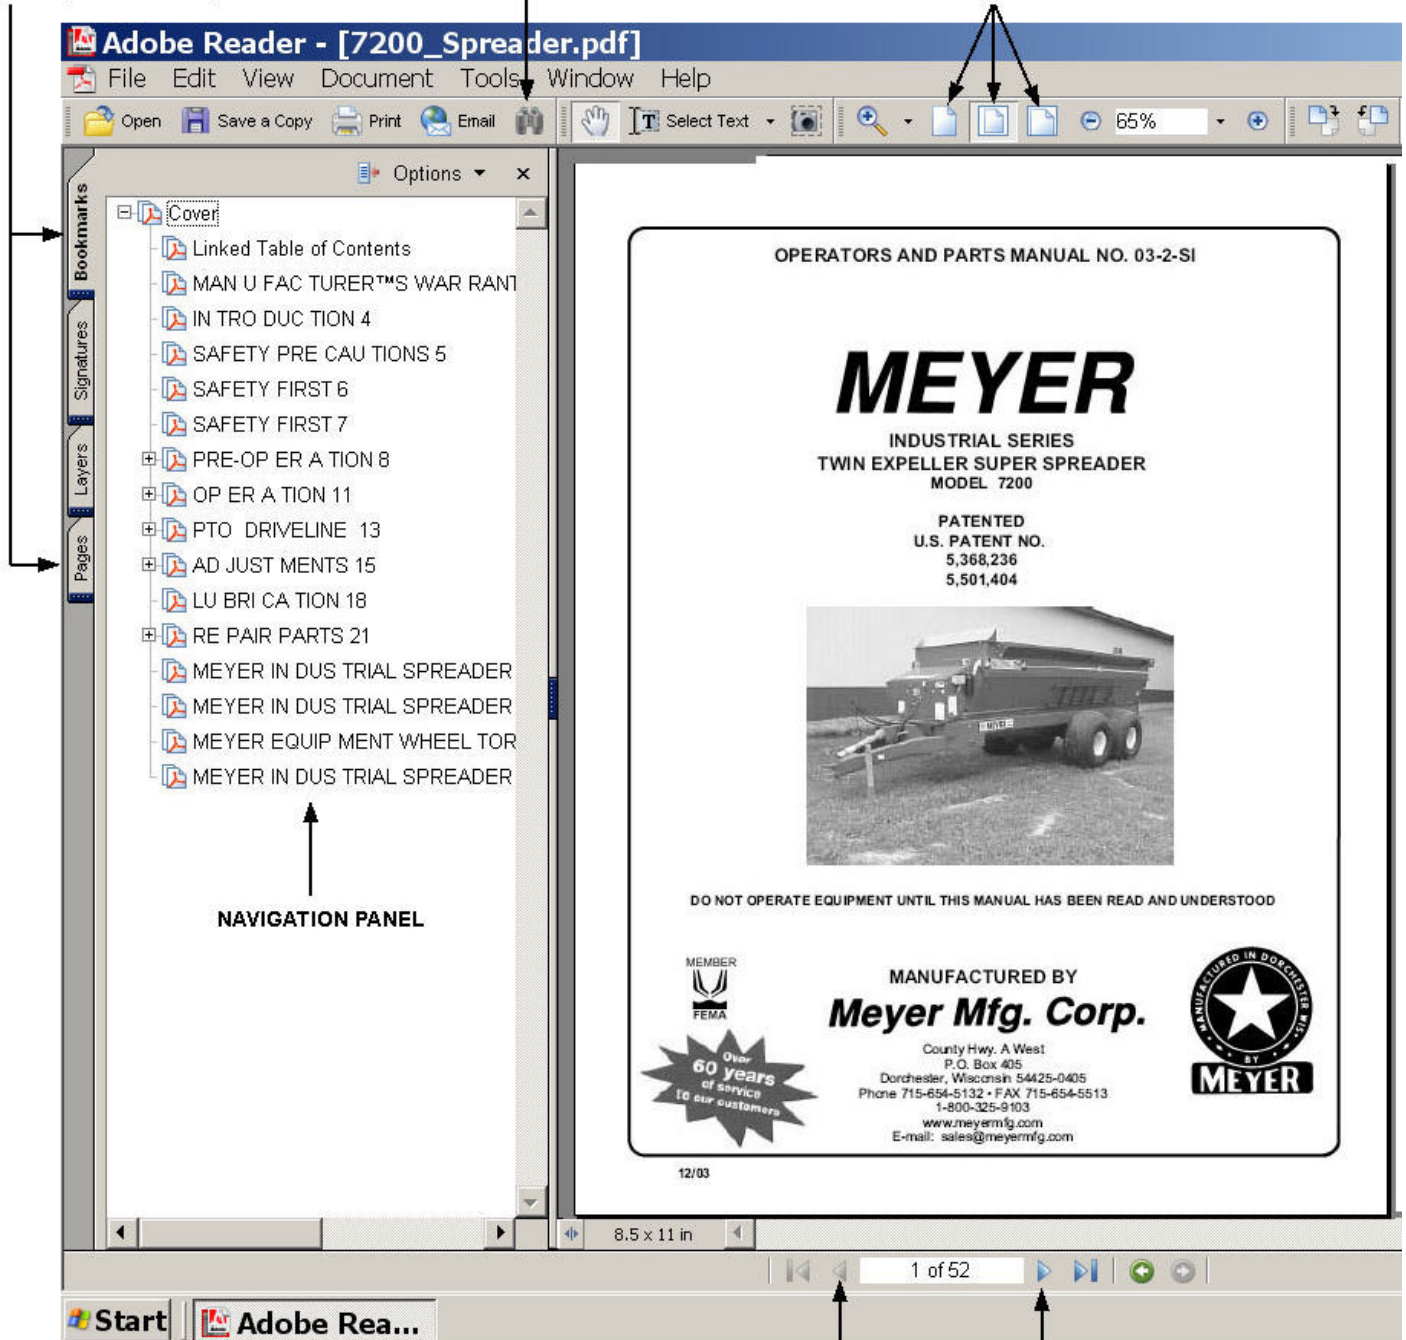 Adobe Reader - [7200_Spreader.pdf]
File Edit View Document Tools Window Help
Open Save a Copy Print Email Select Text 65%
Options
Bookmarks
Signatures
Layers
Pages
Cover
Linked Table of Contents
MAN U FAC TURER™S WAR RANT
IN TRO DUC TION 4
SAFETY PRE CAU TIONS 5
SAFETY FIRST 6
SAFETY FIRST 7
PRE-OP ER A TION 8
OP ER A TION 11
PTO DRIVELINE 13
AD JUST MENTS 15
LU BRI CA TION 18
RE PAIR PARTS 21
MEYER IN DUS TRIAL SPREADER
MEYER IN DUS TRIAL SPREADER
MEYER EQUIP MENT WHEEL TOR
MEYER IN DUS TRIAL SPREADER
NAVIGATION PANEL
OPERATORS AND PARTS MANUAL NO. 03-2-SI
MEYER
INDUSTRIAL SERIES
TWIN EXPELLER SUPER SPREADER
MODEL 7200
PATENTED
U.S. PATENT NO.
5,368,236
5,501,404
MEYER
DO NOT OPERATE EQUIPMENT UNTIL THIS MANUAL HAS BEEN READ AND UNDERSTOOD
MEMBER
FEMA
Over
60 years
of service
to our customers
MANUFACTURED BY
Meyer Mfg. Corp.
County Hwy. A West
P.O. Box 405
Dorchester, Wisconsin 54425-0405
Phone 715-654-5132 • FAX 715-654-5513
1-800-325-9103
www.meyermfg.com
E-mail: sales@meyermfg.com
MANUFACTURED IN DORCHESTER WIS.
BY
MEYER
12/03
8.5 x 11 in
1 of 52
Start Adobe Rea...